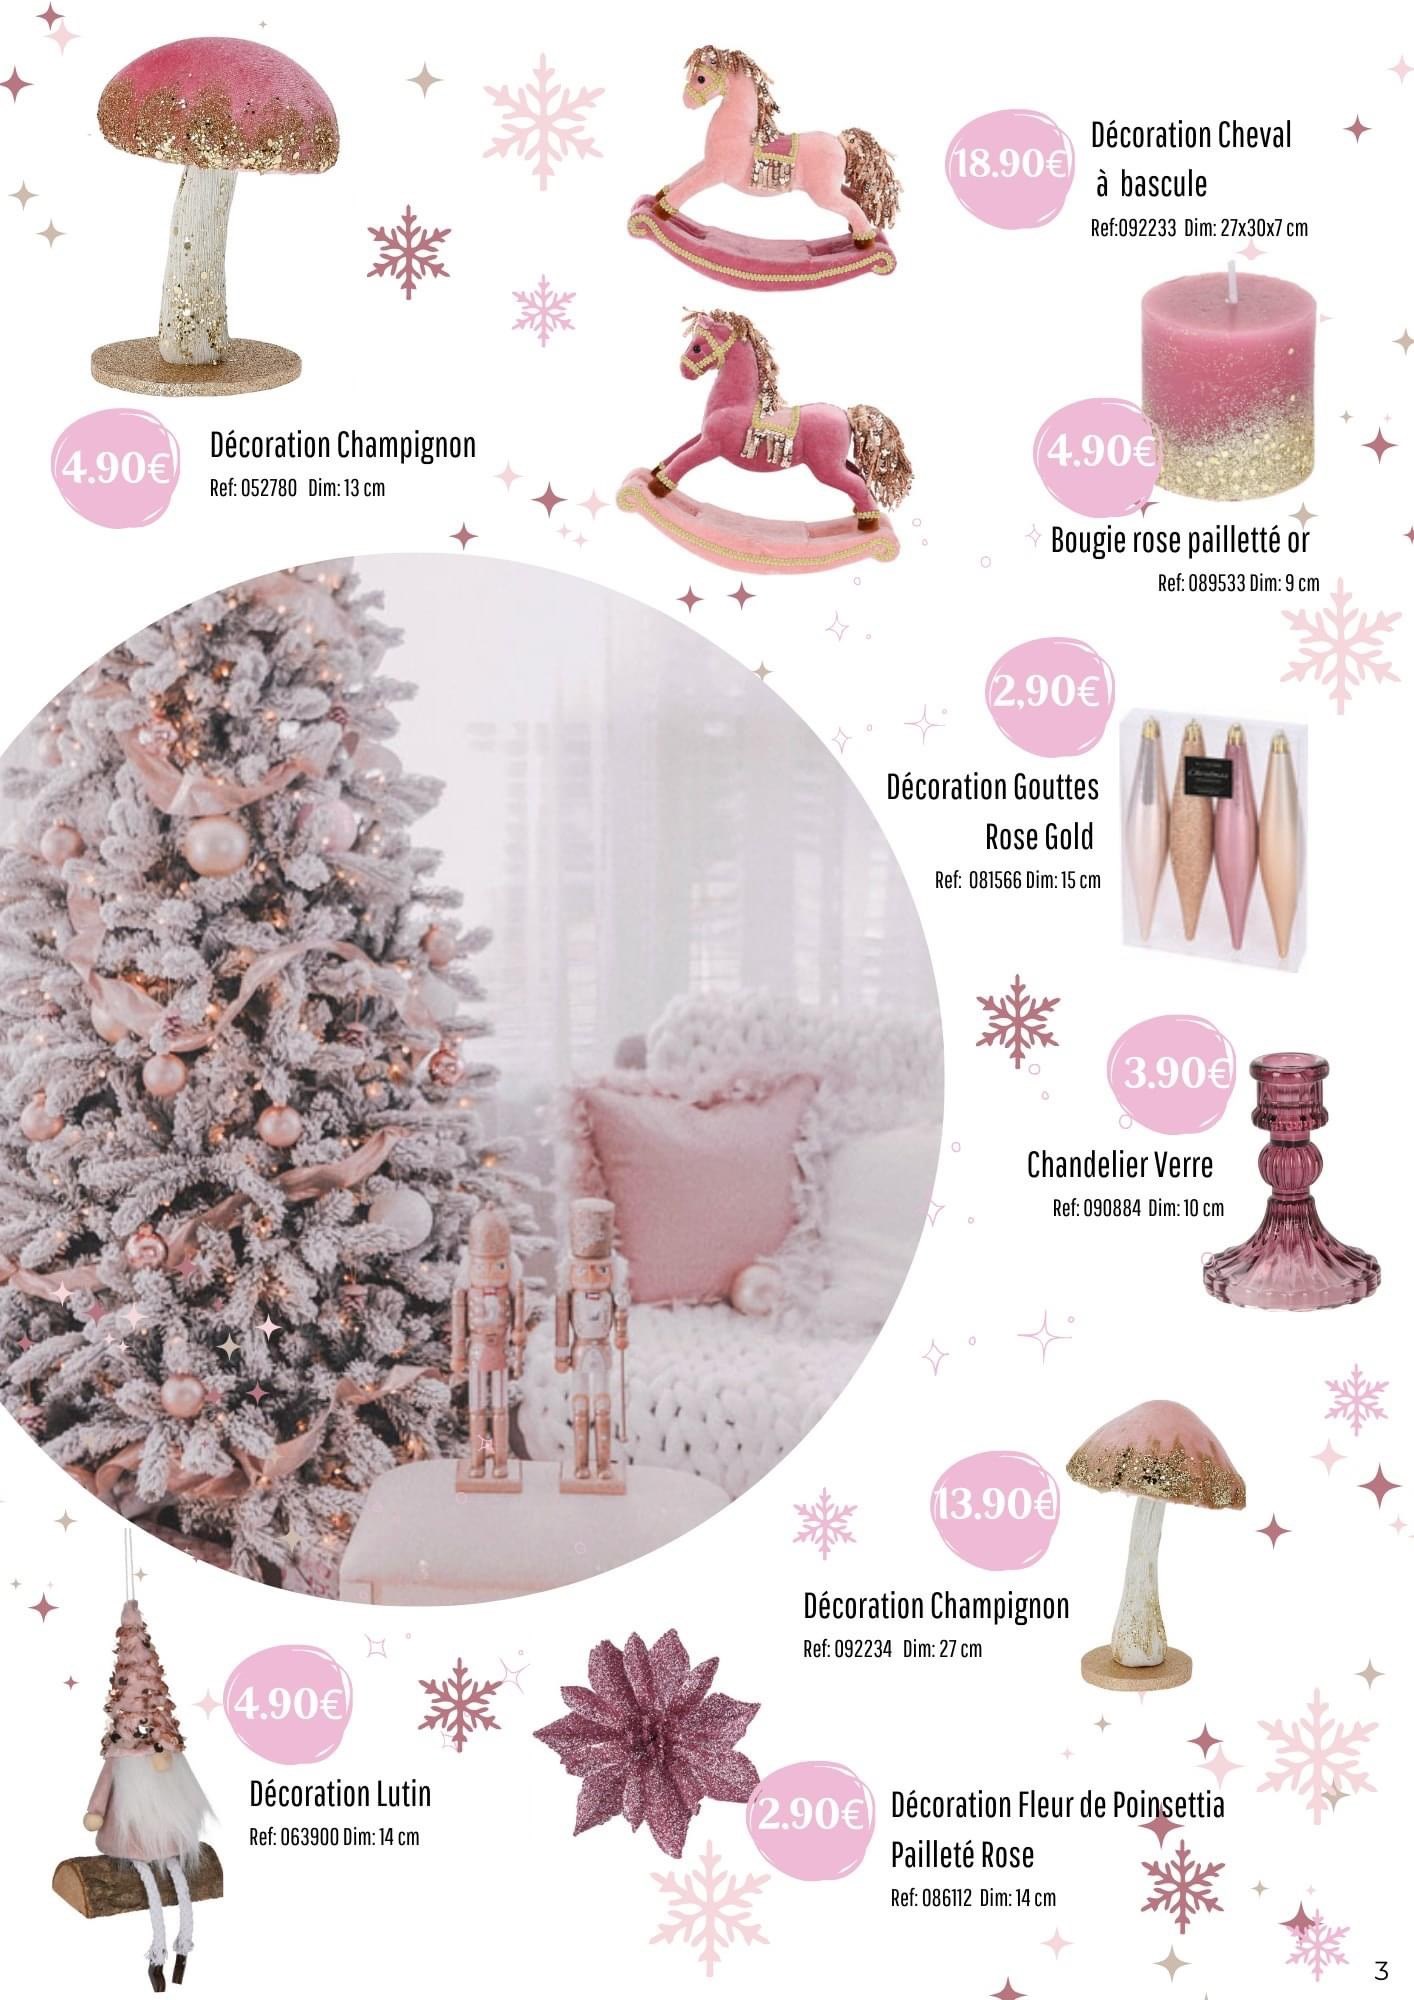 18.90€
Décoration Cheval
à bascule
Ref:092233 Dim: 27x30x7 cm
4.90€
Décoration Champignon
Ref: 052780 Dim: 13 cm
4.90€
Bougie rose pailletté or
Ref: 089533 Dim: 9 cm
2,90€
Décoration Gouttes
Rose Gold
Ref: 081566 Dim: 15 cm
Christmas
3.90€
Chandelier Verre
Ref: 090884 Dim: 10 cm
13.90€
Décoration Champignon
Ref: 092234 Dim: 27 cm
4.90€
Décoration Lutin
Ref: 063900 Dim: 14 cm
2.90€
Décoration Fleur de Poinsettia
Pailleté Rose
Ref: 086112 Dim: 14 cm
3